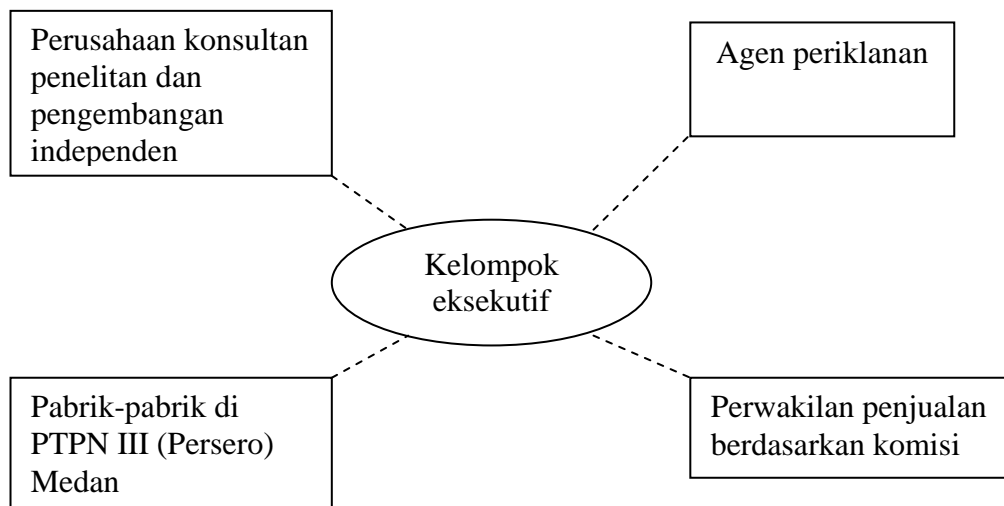 Perusahaan konsultan
penelitan dan
pengembangan
independen
Agen periklanan
Kelompok
eksekutif
Pabrik-pabrik di
PTPN III (Persero)
Medan
Perwakilan penjualan
berdasarkan komisi